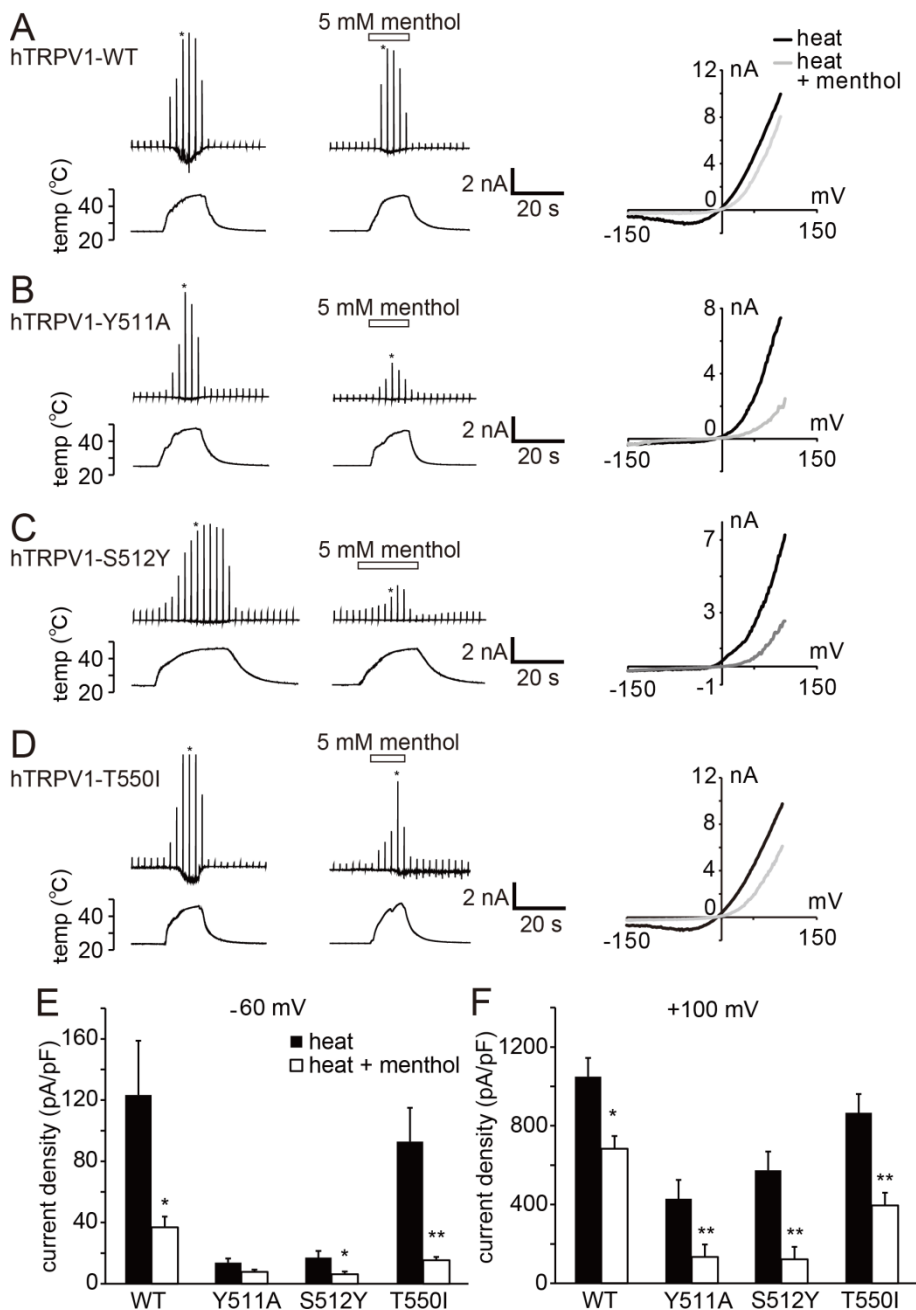 A
hTRPV1-WT
5 mM menthol
*
*
temp (°C)
40
20
2 nA
20 s
heat
heat
+ menthol
12
nA
8
4
0
mV
-150
150
B
hTRPV1-Y511A
5 mM menthol
*
*
temp (°C)
40
20
2 nA
20 s
8
nA
4
0
mV
-150
150
C
hTRPV1-S512Y
5 mM menthol
*
*
temp (°C)
40
20
2 nA
20 s
7
nA
3
mV
-150
-1
150
D
hTRPV1-T550I
5 mM menthol
*
*
temp (°C)
40
20
2 nA
20 s
12
nA
8
4
0
mV
-150
150
E
-60 mV
heat
heat + menthol
current density (pA/pF)
160
120
80
40
0
*
*
**
WT Y511A S512Y T550I
F
+100 mV
current density (pA/pF)
1200
800
400
0
*
**
**
**
WT Y511A S512Y T550I